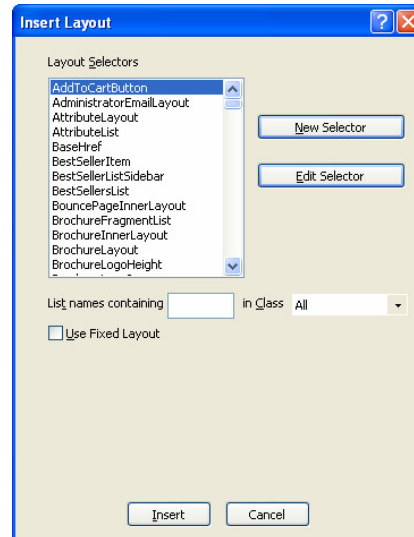 Insert Layout
Layout Selectors
AddToCartButton
AdministratorEmailLayout
AttributeLayout
AttributeList
BaseHref
BestSellerItem
BestSellerListSidebar
BestSellersList
BouncePageInnerLayout
BrochureFragmentList
BrochureInnerLayout
BrochureLayout
BrochureLogoHeight
New Selector
Edit Selector
List names containing in Class All
Use Fixed Layout
Insert Cancel